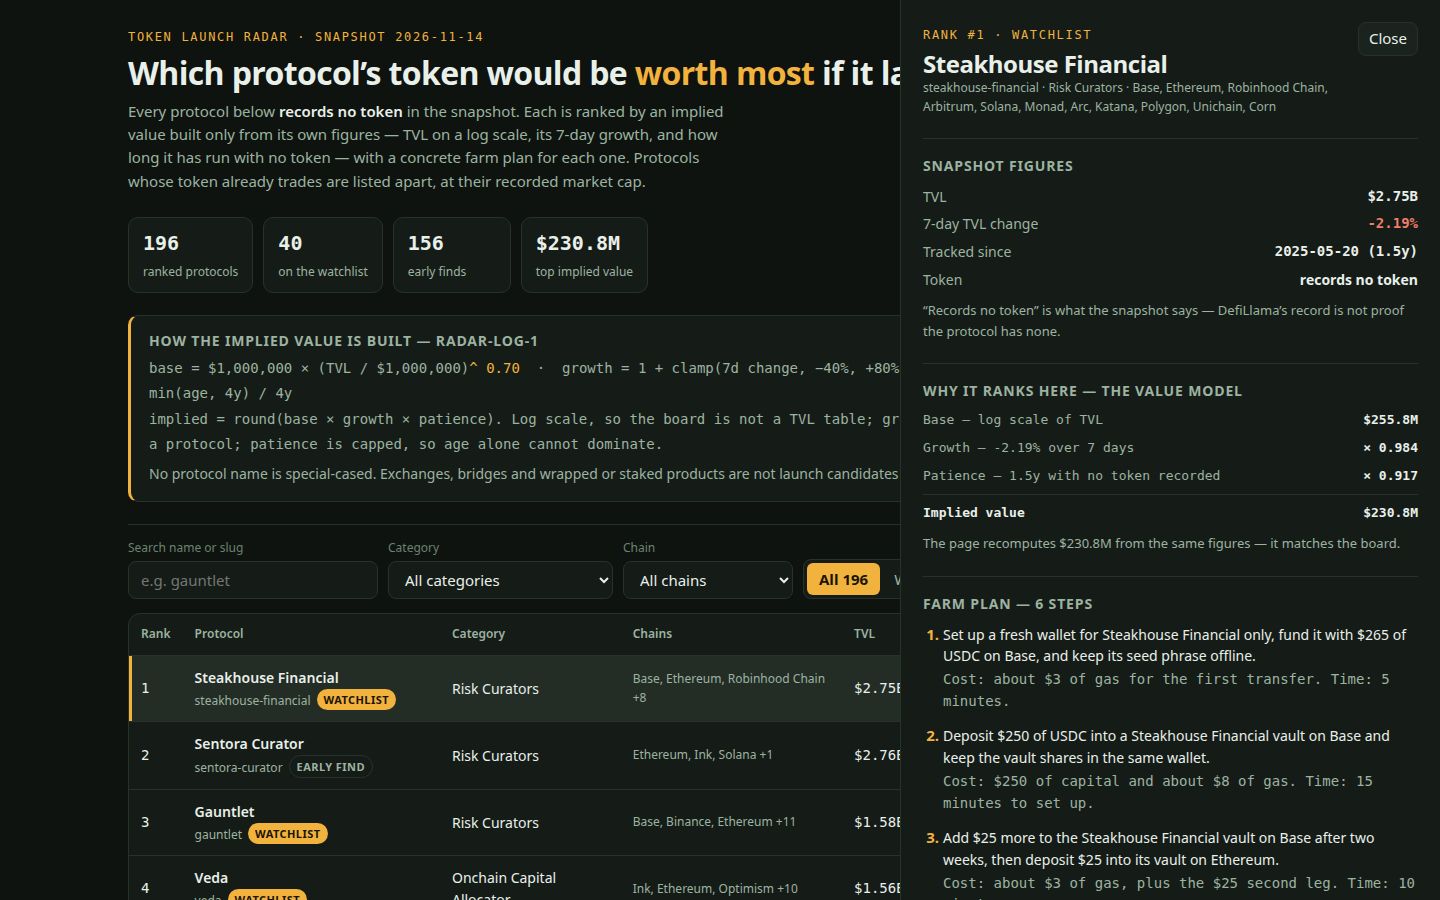 TOKEN LAUNCH RADAR · SNAPSHOT 2026-11-14
Which protocol's token would be worth most if it
Every protocol below records no token in the snapshot. Each is ranked by an implied
value built only from its own figures — TVL on a log scale, its 7-day growth, and how
long it has run with no token — with a concrete farm plan for each one. Protocols
whose token already trades are listed apart, at their recorded market cap.
196
ranked protocols
40
on the watchlist
156
early finds
$230.8M
top implied value
HOW THE IMPLIED VALUE IS BUILT — RADAR-LOG-1
base = $1,000,000 × (TVL / $1,000,000)^ 0.70 · growth = 1 + clamp(7d change, −40%, +80%
min(age, 4y) / 4y
implied = round(base × growth × patience). Log scale, so the board is not a TVL table;
a protocol; patience is capped, so age alone cannot dominate.
No protocol name is special-cased. Exchanges, bridges and wrapped or staked products are not launch candidates
Search name or slug
Category
Chain
e.g. gauntlet
All categories
All chains
All 196
Rank Protocol Category Chains TVL
1 Steakhouse Financial steakhouse-financial WATCHLIST Risk Curators Base, Ethereum, Robinhood Chain +8 $2.75B
2 Sentora Curator sentora-curator EARLY FIND Risk Curators Ethereum, Ink, Solana +1 $2.76B
3 Gauntlet gauntlet WATCHLIST Risk Curators Base, Binance, Ethereum +11 $1.58B
4 Veda veda WATCHLIST Onchain Capital Allocator Ink, Ethereum, Optimism +10 $1.56B
RANK #1 · WATCHLIST
Close
Steakhouse Financial
steakhouse-financial · Risk Curators · Base, Ethereum, Robinhood Chain,
Arbitrum, Solana, Monad, Arc, Katana, Polygon, Unichain, Corn
SNAPSHOT FIGURES
TVL $2.75B
7-day TVL change -2.19%
Tracked since 2025-05-20 (1.5y)
Token records no token
“Records no token” is what the snapshot says — DefiLlama's record is not proof
the protocol has none.
WHY IT RANKS HERE — THE VALUE MODEL
Base — log scale of TVL $255.8M
Growth — -2.19% over 7 days × 0.984
Patience — 1.5y with no token recorded × 0.917
Implied value $230.8M
The page recomputes $230.8M from the same figures — it matches the board.
FARM PLAN — 6 STEPS
1. Set up a fresh wallet for Steakhouse Financial only, fund it with $265 of
USDC on Base, and keep its seed phrase offline.
Cost: about $3 of gas for the first transfer. Time: 5
minutes.
2. Deposit $250 of USDC into a Steakhouse Financial vault on Base and
keep the vault shares in the same wallet.
Cost: $250 of capital and about $8 of gas. Time: 15
minutes to set up.
3. Add $25 more to the Steakhouse Financial vault on Base after two
weeks, then deposit $25 into its vault on Ethereum.
Cost: about $3 of gas, plus the $25 second leg. Time: 10